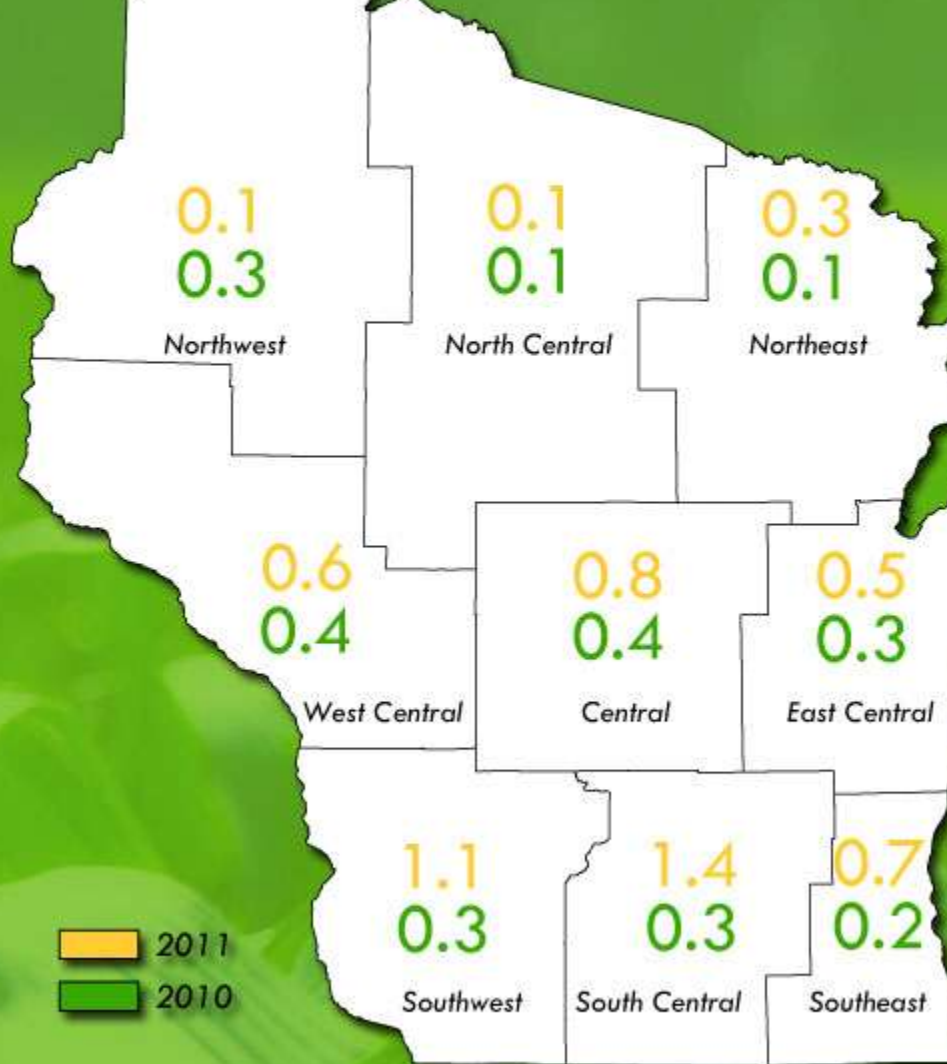 0.1
0.3
Northwest
0.1
0.1
North Central
0.3
0.1
Northeast
0.6
0.4
West Central
0.8
0.4
Central
0.5
0.3
East Central
1.1
0.3
Southwest
1.4
0.3
South Central
0.7
0.2
Southeast
2011
2010